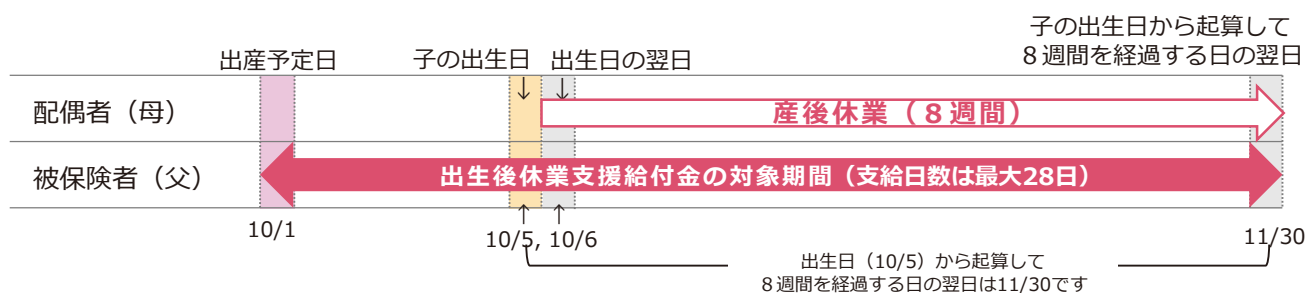 子の出生日から起算して
８週間を経過する日の翌日
出産予定日
子の出生日
出生日の翌日
↓
↓
配偶者（母）
産後休業（８週間）
被保険者（父）
出生後休業支援給付金の対象期間（支給日数は最大28日）
↑
↑
10/1
10/5, 10/6
11/30
出生日（10/5）から起算して
８週間を経過する日の翌日は11/30です